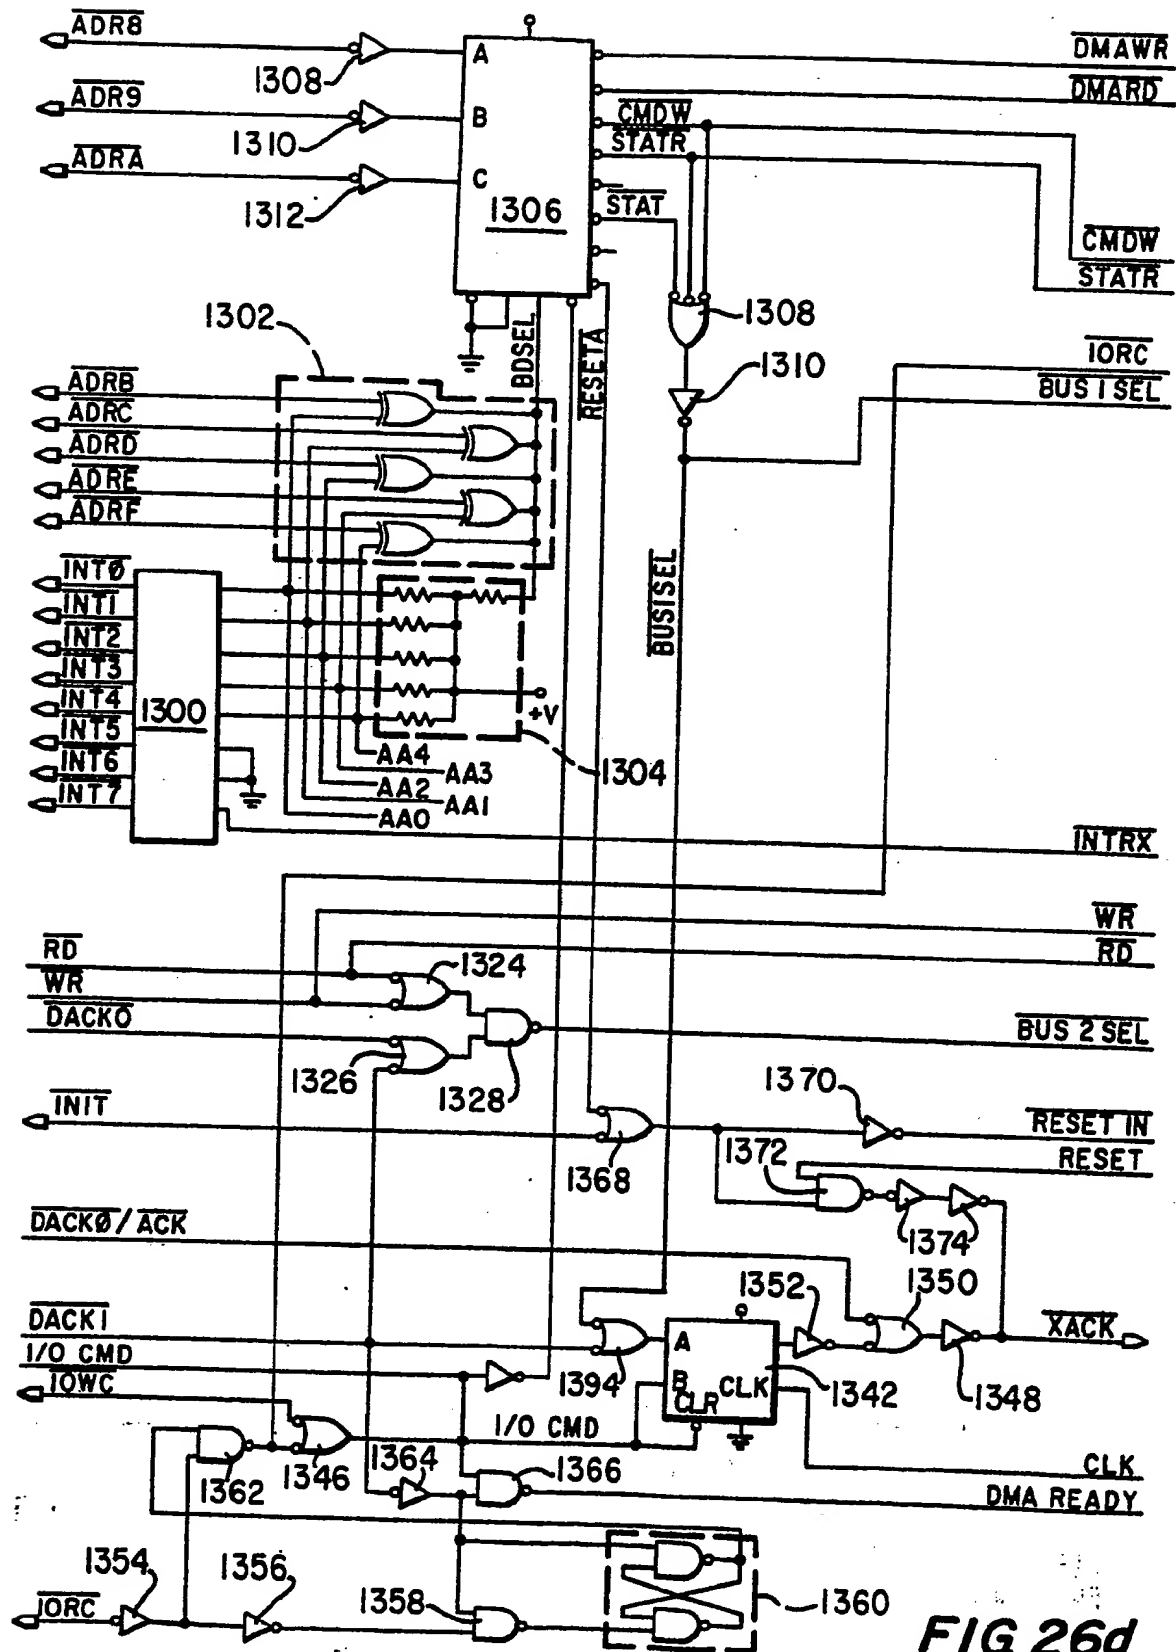 ADR8
1308
ADR9
1310
ADRA
1312
A
B
C
1306
DMAWR
DMARD
CMDW
STATR
STAT
CMDW
STATR
1308
1310
1302
BDSEL
RESETA
IORC
BUS 1 SEL
ADRB
ADRC
ADRD
ADRE
ADRF
BUS1SEL
INT0
INT1
INT2
INT3
INT4
INT5
INT6
INT7
1300
+V
1304
AA4
AA3
AA2
AA1
AA0
INTRX
WR
RD
RD
WR
DACK0
1324
1326
1328
BUS 2 SEL
INIT
1368
1370
RESET IN
RESET
1372
1374
DACK0/ACK
1350
1352
DACK1
I/O CMD
IOWC
1394
A
B
CLR
CLK
1342
1348
XACK
I/O CMD
1362
1346
1364
1366
CLK
DMA READY
1354
1356
IORC
1358
1360
FIG 26d